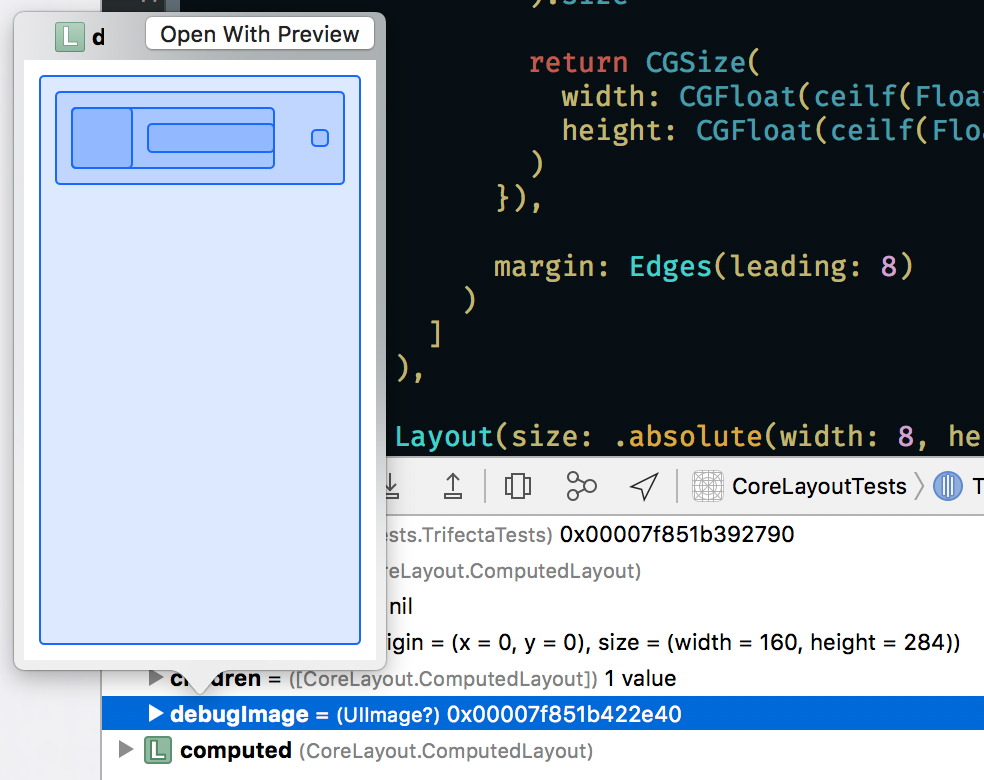 L d
Open With Preview
).size
return CGSize(
width: CGFloat(ceilf(Floa
height: CGFloat(ceilf(Flo
)
}),
margin: Edges(leading: 8)
)
]
),
Layout(size: .absolute(width: 8, he
CoreLayoutTests
T
sts.TrifectaTests) 0x00007f851b392790
reLayout.ComputedLayout)
nil
igin = (x = 0, y = 0), size = (width = 160, height = 284))
children = ([CoreLayout.ComputedLayout]) 1 value
debugImage = (UIImage?) 0x00007f851b422e40
L computed (CoreLayout.ComputedLayout)